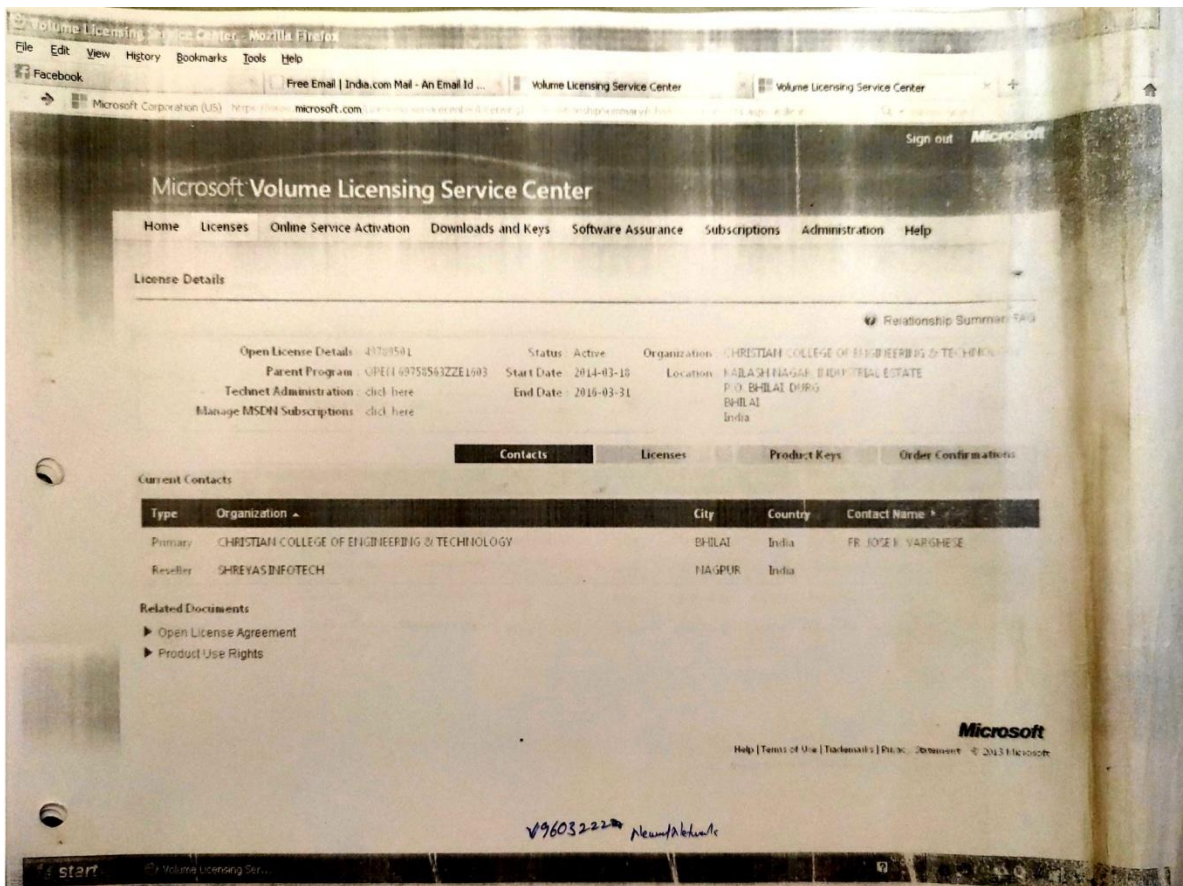 Volume Licensing Service Center - Mozilla Firefox
File Edit View History Bookmarks Tools Help
Facebook
Free Email | India.com Mail - An Email Id ... Volume Licensing Service Center Volume Licensing Service Center
Microsoft Corporation (US) microsoft.com
Sign out Microsoft
Microsoft Volume Licensing Service Center
Home Licenses Online Service Activation Downloads and Keys Software Assurance Subscriptions Administration Help
License Details
Relationship Summary FAQ
Open License Details : Status : Active Organization : CHRISTIAN COLLEGE OF ENGINEERING & TECHNOLOGY
Parent Program : OPEN 69758563ZZE1603 Start Date : 2014-03-18 Location : KAILASH NAGAR INDUSTRIAL ESTATE
Technet Administration : click here End Date : 2016-03-31 P.O. BHILAI DURG
Manage MSDN Subscriptions : click here BHILAI
India
Contacts Licenses Product Keys Order Confirmations
Current Contacts
Type Organization City Country Contact Name
Primary CHRISTIAN COLLEGE OF ENGINEERING & TECHNOLOGY BHILAI India FR. JOSE K. VARGHESE
Reseller SHREYAS INFOTECH NAGPUR India
Related Documents
Open License Agreement
Product Use Rights
Microsoft
Help | Terms of Use | Trademarks | Privacy Statement © 2013 Microsoft
start Volume Licensing Ser...